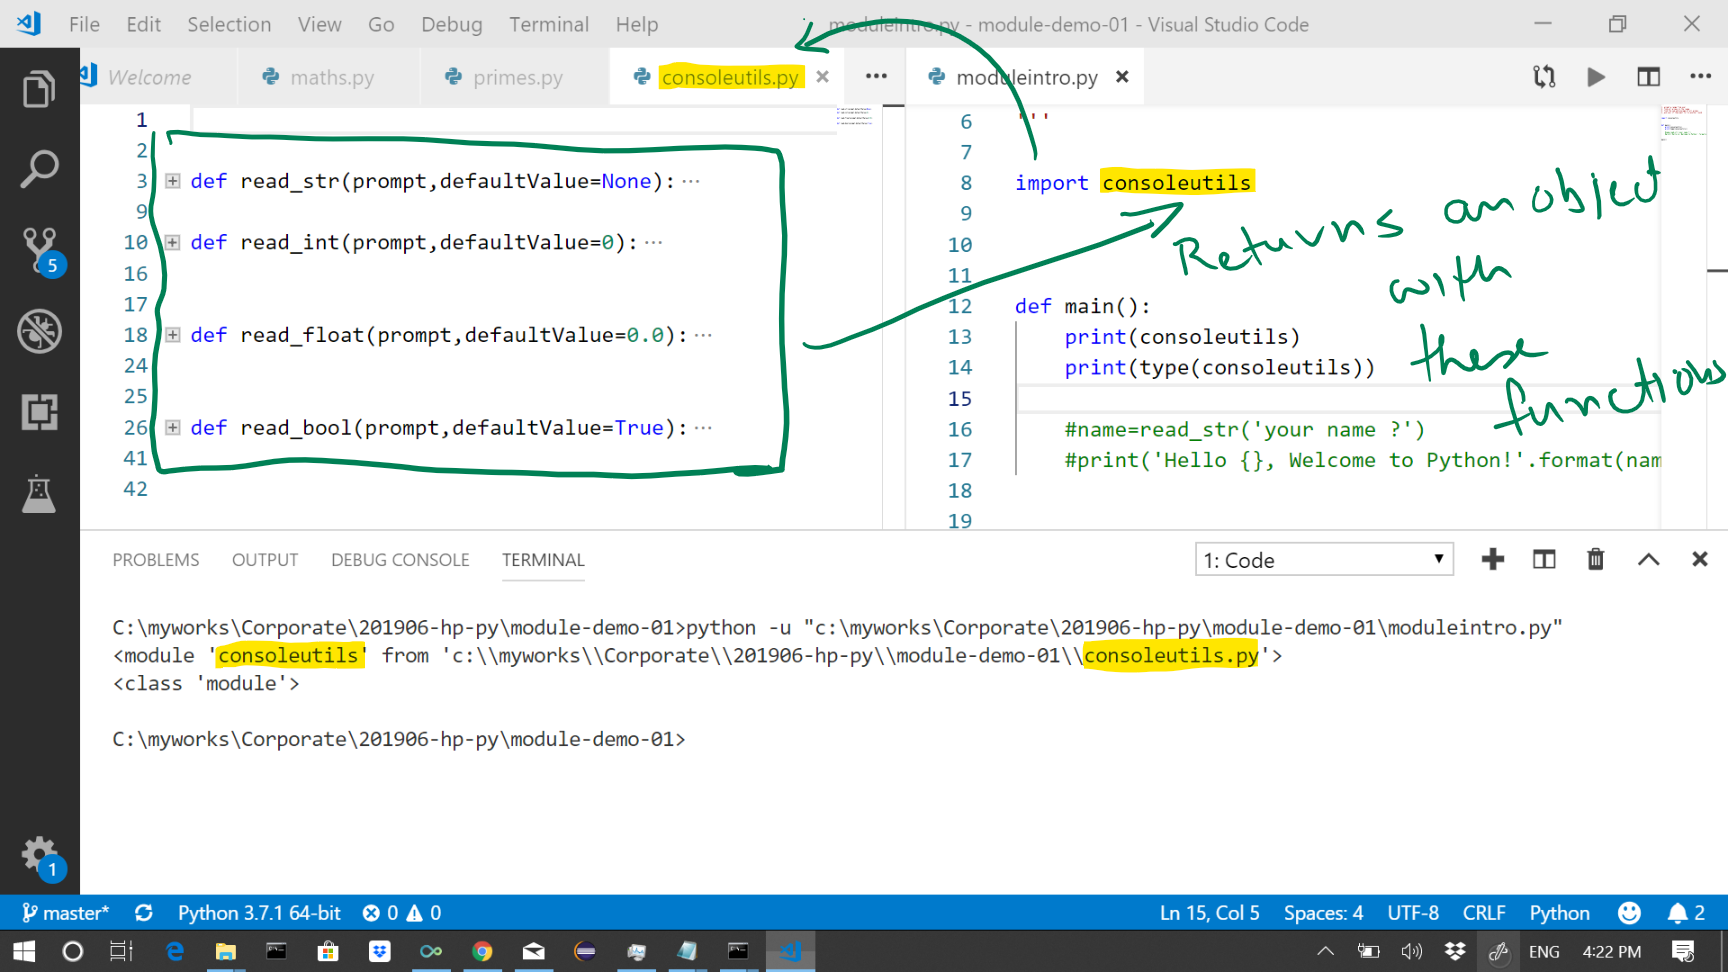 File Edit Selection View Go Debug Terminal Help moduleintro.py - module-demo-01 - Visual Studio Code
Welcome maths.py primes.py consoleutils.py moduleintro.py
1
2
3 def read_str(prompt,defaultValue=None):
9
10 def read_int(prompt,defaultValue=0):
16
17
18 def read_float(prompt,defaultValue=0.0):
24
25
26 def read_bool(prompt,defaultValue=True):
41
42
6 '''
7
8 import consoleutils
9
10
11
12 def main():
13 print(consoleutils)
14 print(type(consoleutils))
15
16 #name=read_str('your name ?')
17 #print('Hello {}, Welcome to Python!'.format(nam
18
19
Returns an object
with
these
functions
5
1
PROBLEMS OUTPUT DEBUG CONSOLE TERMINAL 1: Code
C:\myworks\Corporate\201906-hp-py\module-demo-01>python -u "c:\myworks\Corporate\201906-hp-py\module-demo-01\moduleintro.py"
<module 'consoleutils' from 'c:\\myworks\\Corporate\\201906-hp-py\\module-demo-01\\consoleutils.py'>
<class 'module'>
C:\myworks\Corporate\201906-hp-py\module-demo-01>
master* Python 3.7.1 64-bit 0 0 Ln 15, Col 5 Spaces: 4 UTF-8 CRLF Python 2
ENG 4:22 PM